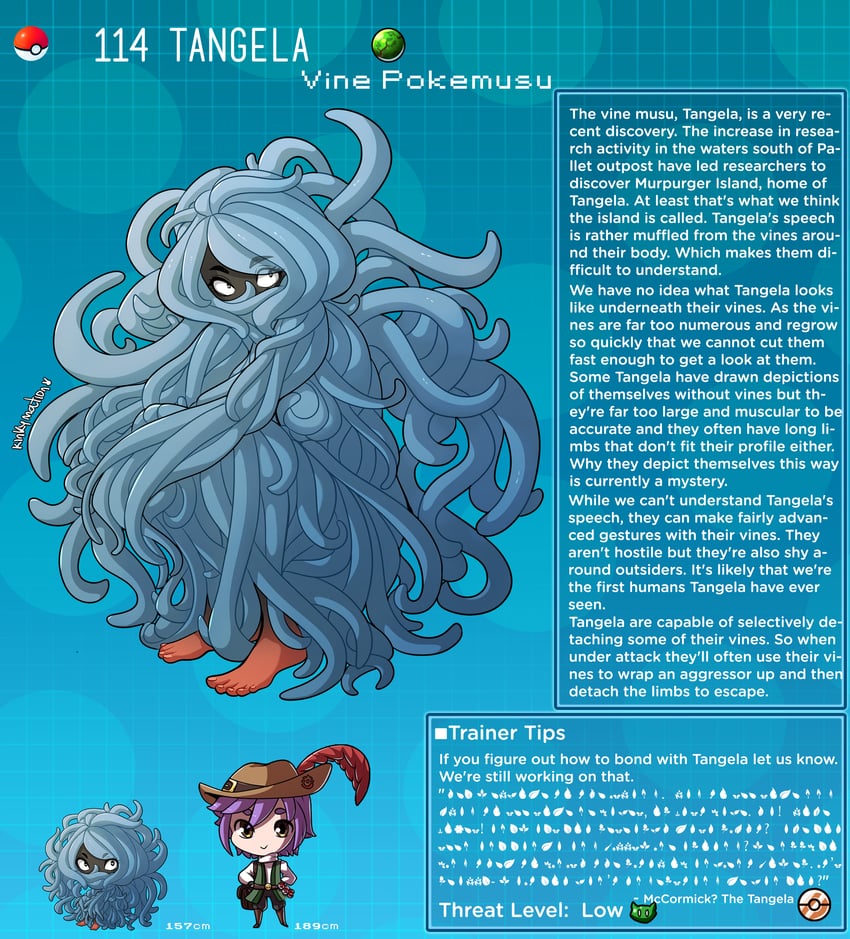 114 TANGELA
Vine Pokemusu
The vine musu, Tangela, is a very re-
cent discovery. The increase in resea-
rch activity in the waters south of Pa-
llet outpost have led researchers to
discover Murpurger Island, home of
Tangela. At least that's what we think
the island is called. Tangela's speech
is rather muffled from the vines arou-
nd their body. Which makes them di-
fficult to understand.
We have no idea what Tangela looks
like underneath their vines. As the vi-
nes are far too numerous and regrow
so quickly that we cannot cut them
fast enough to get a look at them.
Some Tangela have drawn depictions
of themselves without vines but th-
ey're far too large and muscular to be
accurate and they often have long li-
mbs that don't fit their profile either.
Why they depict themselves this way
is currently a mystery.
While we can't understand Tangela's
speech, they can make fairly advan-
ced gestures with their vines. They
aren't hostile but they're also shy a-
round outsiders. It's likely that we're
the first humans Tangela have ever
seen.
Tangela are capable of selectively de-
taching some of their vines. So when
under attack they'll often use their vi-
nes to wrap an aggressor up and then
detach the limbs to escape.
kinkymation
■Trainer Tips
If you figure out how to bond with Tangela let us know.
We're still working on that.
- McCormick? The Tangela
Threat Level: Low
157cm
189cm